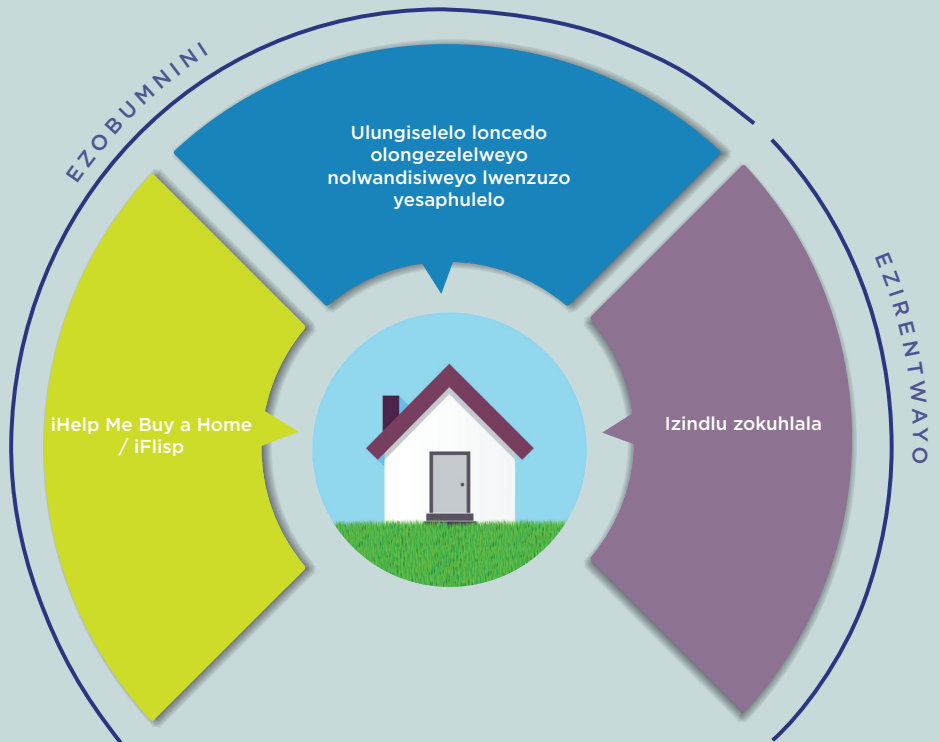 EZOBUMNINI
Ulungiselelo loncedo
olongezelelweyo
nolwandisiweyo lwenzuzo
yesaphulelo
EZIRENTWAYO
iHelp Me Buy a Home
/ iFlisp
Izindlu zokuhlala